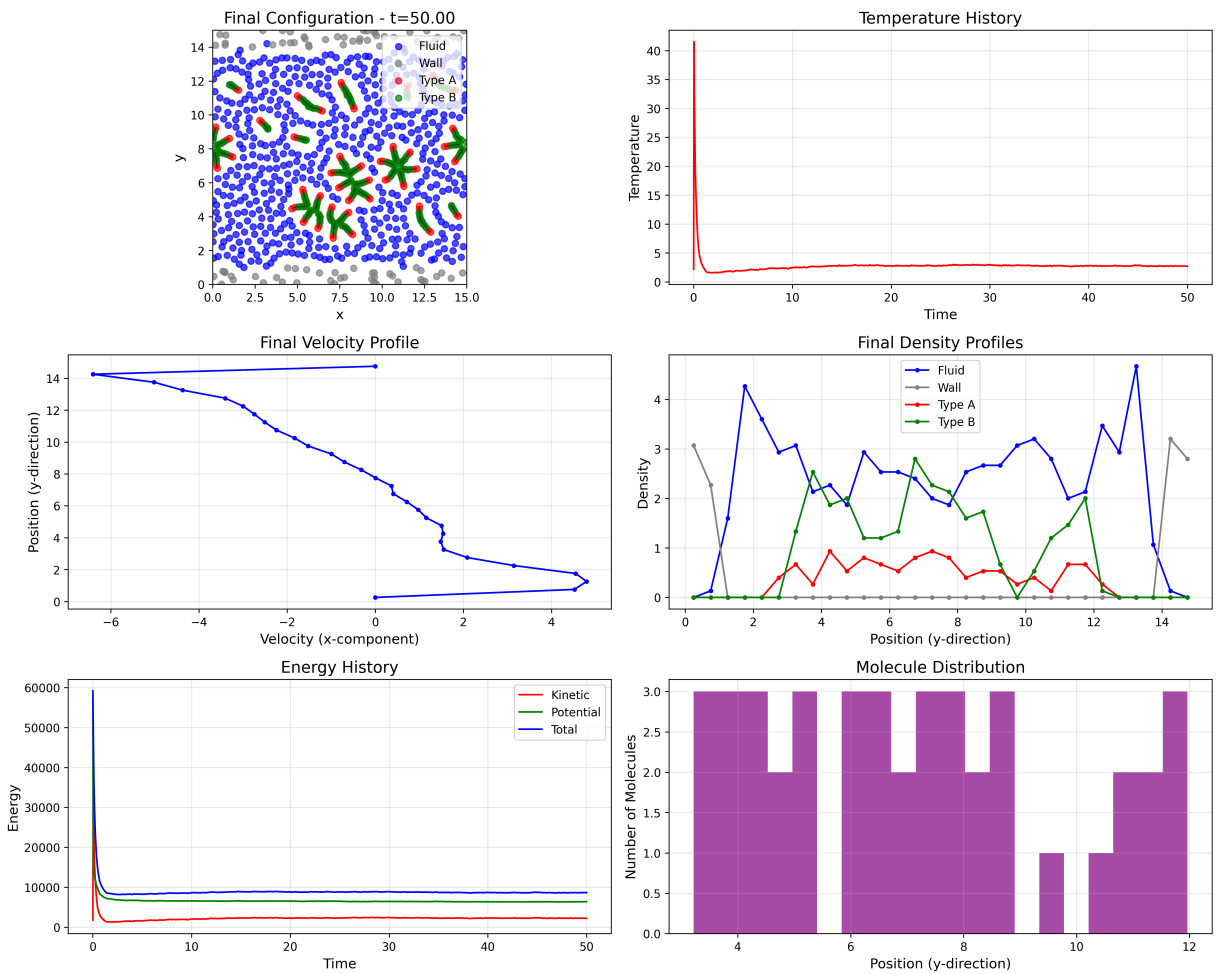 Final Configuration - t=50.00
14
12
10
8
6
4
2
0
y
0.0 2.5 5.0 7.5 10.0 12.5 15.0
x
Fluid
Wall
Type A
Type B
Temperature History
40
35
30
25
20
15
10
5
0
Temperature
0 10 20 30 40 50
Time
Final Velocity Profile
14
12
10
8
6
4
2
0
Position (y-direction)
−6 −4 −2 0 2 4
Velocity (x-component)
Final Density Profiles
4
3
2
1
0
Density
0 2 4 6 8 10 12 14
Position (y-direction)
Fluid
Wall
Type A
Type B
Energy History
60000
50000
40000
30000
20000
10000
0
Energy
0 10 20 30 40 50
Time
Kinetic
Potential
Total
Molecule Distribution
3.0
2.5
2.0
1.5
1.0
0.5
0.0
Number of Molecules
4 6 8 10 12
Position (y-direction)